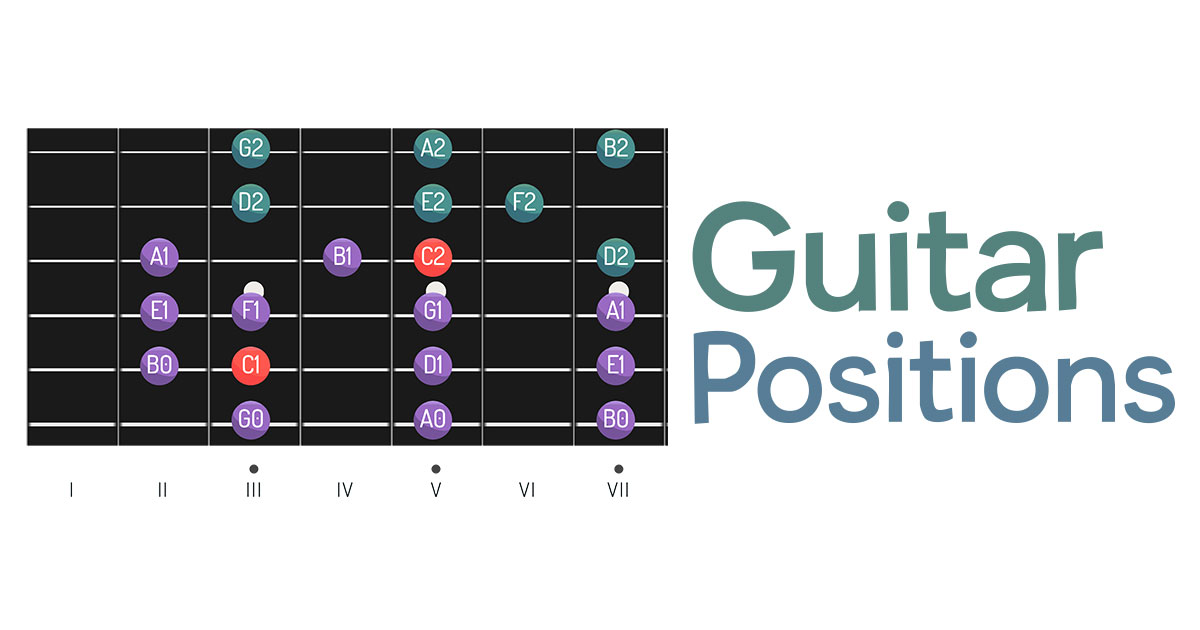 G2 A2 B2
D2 E2 F2
A1 B1 C2 D2
E1 F1 G1 A1
B0 C1 D1 E1
G0 A0 B0
I II III IV V VI VII
Guitar
Positions